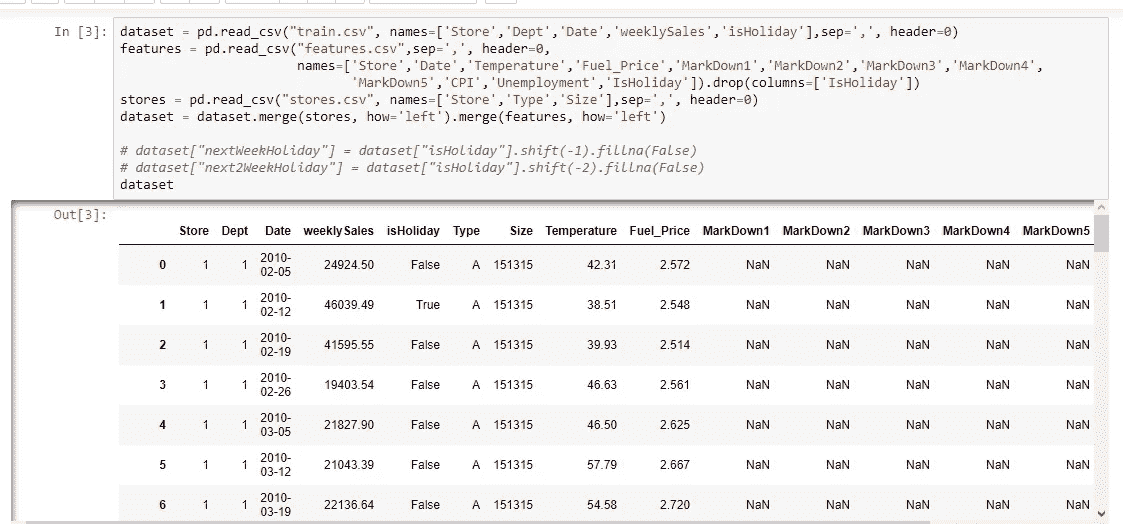 In [3]: dataset = pd.read_csv("train.csv", names=['Store','Dept','Date','weeklySales','isHoliday'],sep=',', header=0)
features = pd.read_csv("features.csv",sep=',', header=0,
names=['Store','Date','Temperature','Fuel_Price','MarkDown1','MarkDown2','MarkDown3','MarkDown4',
'MarkDown5','CPI','Unemployment','IsHoliday']).drop(columns=['IsHoliday'])
stores = pd.read_csv("stores.csv", names=['Store','Type','Size'],sep=',', header=0)
dataset = dataset.merge(stores, how='left').merge(features, how='left')
# dataset["nextWeekHoliday"] = dataset["isHoliday"].shift(-1).fillna(False)
# dataset["next2WeekHoliday"] = dataset["isHoliday"].shift(-2).fillna(False)
dataset
Out[3]:
Store Dept Date weeklySales isHoliday Type Size Temperature Fuel_Price MarkDown1 MarkDown2 MarkDown3 MarkDown4 MarkDown5
0 1 1 2010-02-05 24924.50 False A 151315 42.31 2.572 NaN NaN NaN NaN NaN
1 1 1 2010-02-12 46039.49 True A 151315 38.51 2.548 NaN NaN NaN NaN NaN
2 1 1 2010-02-19 41595.55 False A 151315 39.93 2.514 NaN NaN NaN NaN NaN
3 1 1 2010-02-26 19403.54 False A 151315 46.63 2.561 NaN NaN NaN NaN NaN
4 1 1 2010-03-05 21827.90 False A 151315 46.50 2.625 NaN NaN NaN NaN NaN
5 1 1 2010-03-12 21043.39 False A 151315 57.79 2.667 NaN NaN NaN NaN NaN
6 1 1 2010-03-19 22136.64 False A 151315 54.58 2.720 NaN NaN NaN NaN NaN